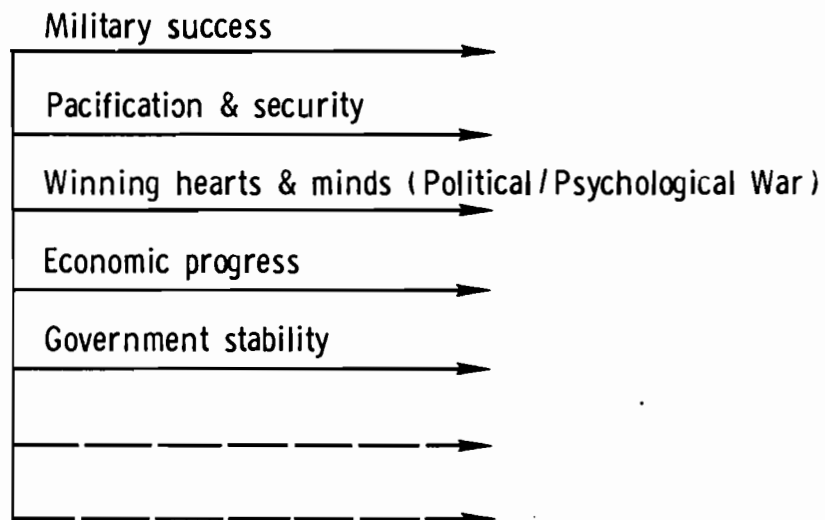 Military success
Pacification & security
Winning hearts & minds (Political/Psychological War)
Economic progress
Government stability